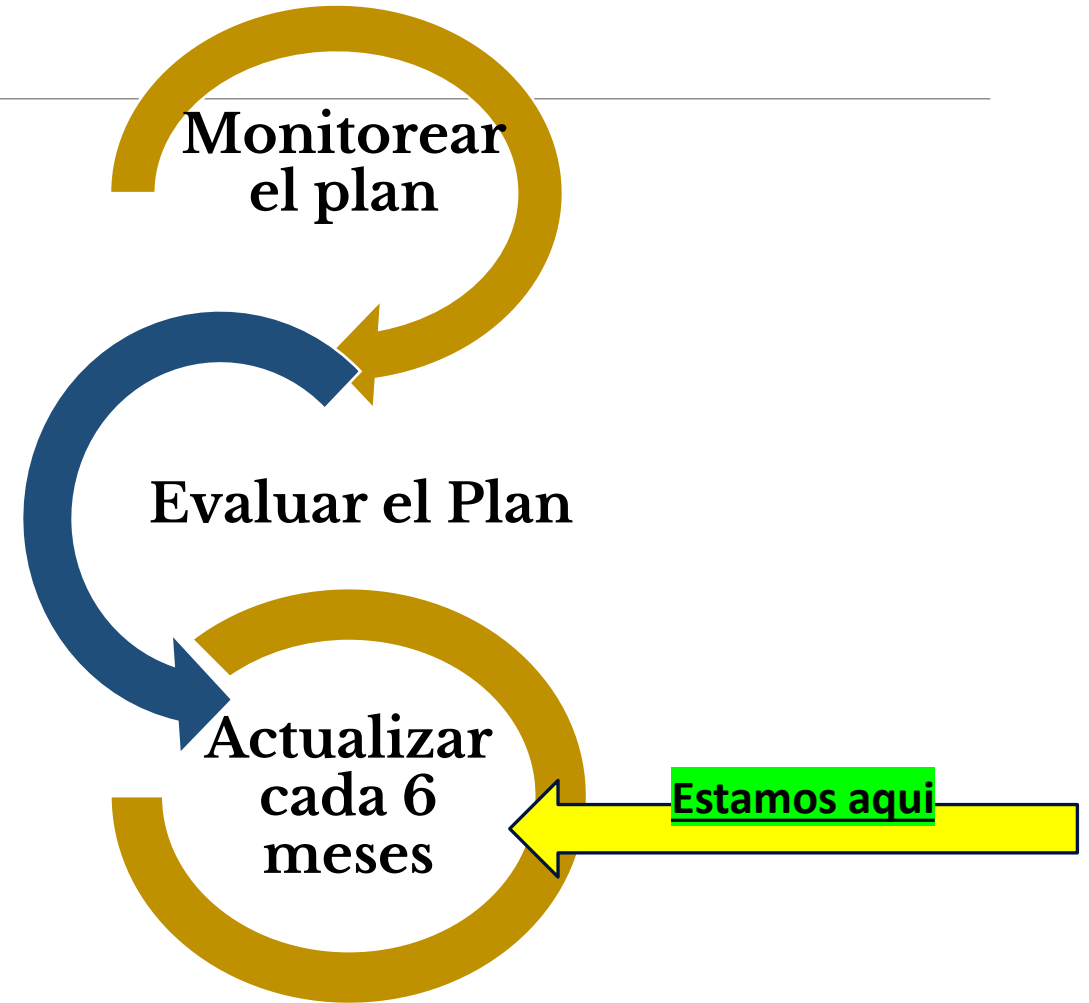 Monitorear
el plan
Evaluar el Plan
Actualizar
cada 6
meses
Estamos aqui